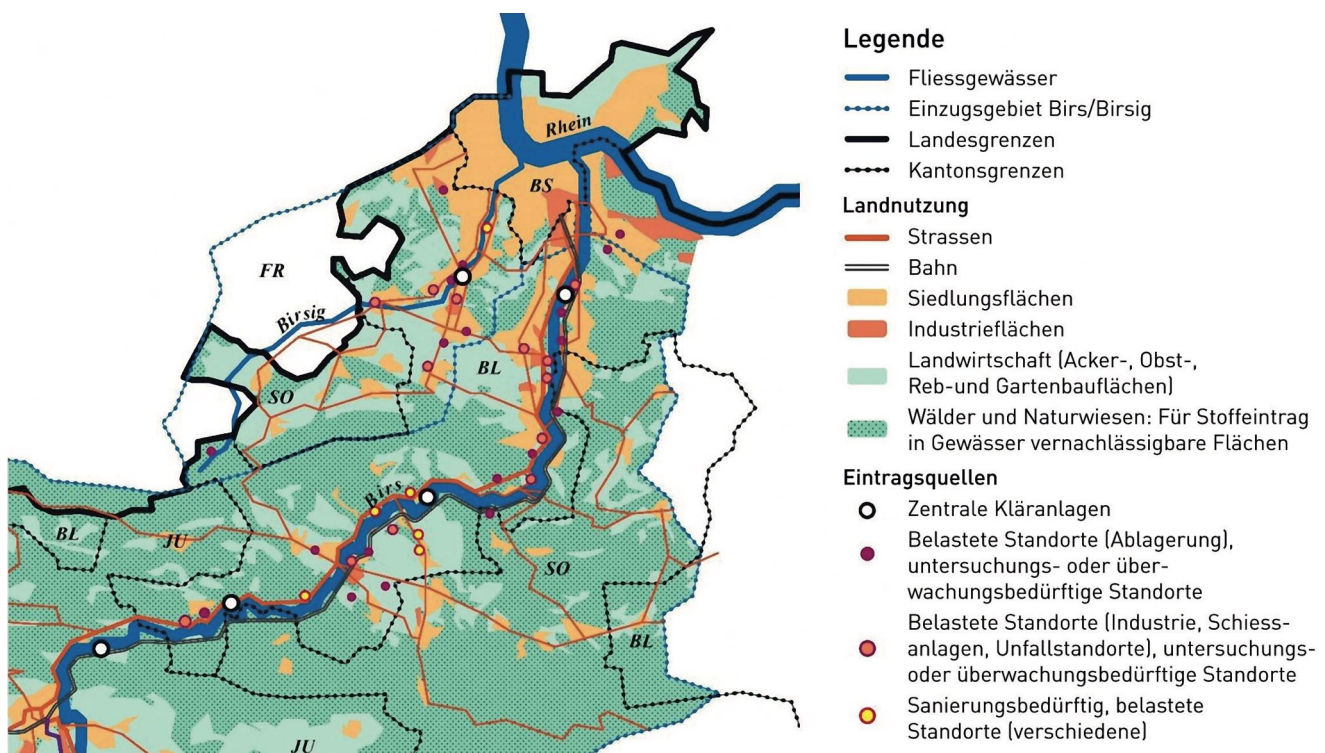 Rhein
BS
FR
Birsig
BL
SO
Birs
BL
JU
SO
BL
JU
Legende
Fliessgewässer
Einzugsgebiet Birs/Birsig
Landesgrenzen
Kantonsgrenzen
Landnutzung
Strassen
Bahn
Siedlungsflächen
Industrieflächen
Landwirtschaft (Acker-, Obst-,
Reb-und Gartenbauflächen)
Wälder und Naturwiesen: Für Stoffeintrag
in Gewässer vernachlässigbare Flächen
Eintragsquellen
Zentrale Kläranlagen
Belastete Standorte (Ablagerung),
untersuchungs- oder über-
wachungsbedürftige Standorte
Belastete Standorte (Industrie, Schiess-
anlagen, Unfallstandorte), untersuchungs-
oder überwachungsbedürftige Standorte
Sanierungsbedürftig, belastete
Standorte (verschiedene)